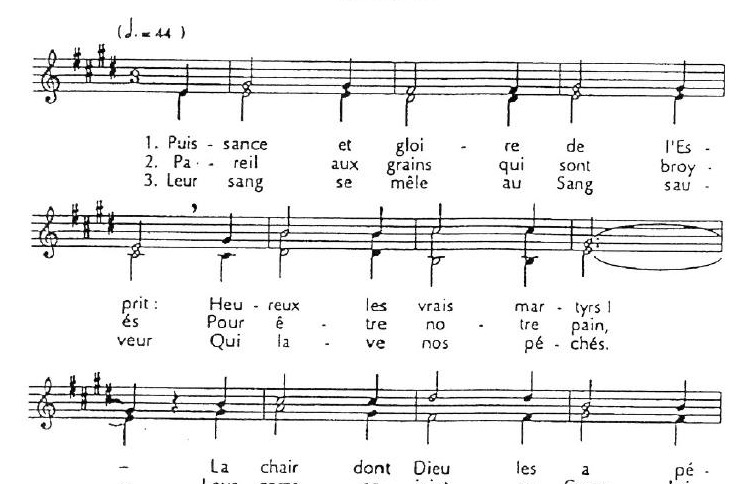 (𝅗𝅥. = 44 )
1. Puis - sance et gloi - re de l'Es -
2. Pa - reil aux grains qui sont broy -
3. Leur sang se mêle au Sang sau -
prit : Heu - reux les vrais mar - tyrs !
és Pour ê - tre no - tre pain,
veur Qui la - ve nos pé - chés.
- La chair dont Dieu les a pé -